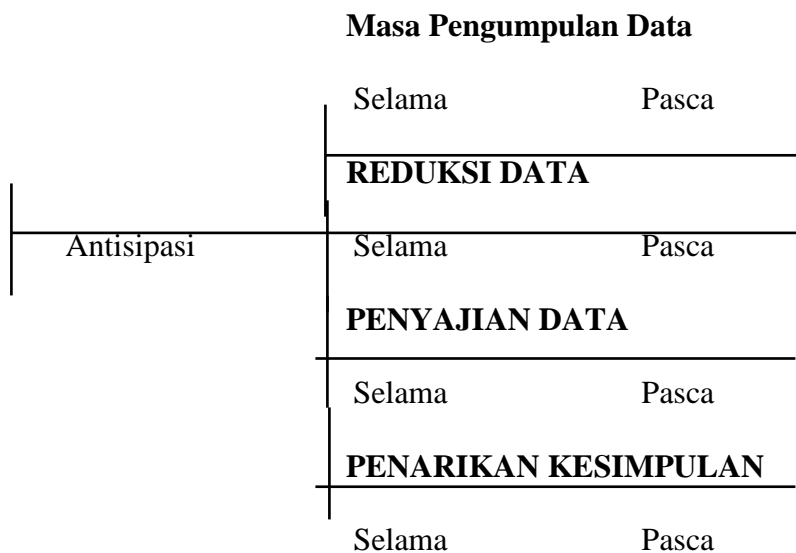 Masa Pengumpulan Data
Selama Pasca
REDUKSI DATA
Antisipasi Selama Pasca
PENYAJIAN DATA
Selama Pasca
PENARIKAN KESIMPULAN
Selama Pasca